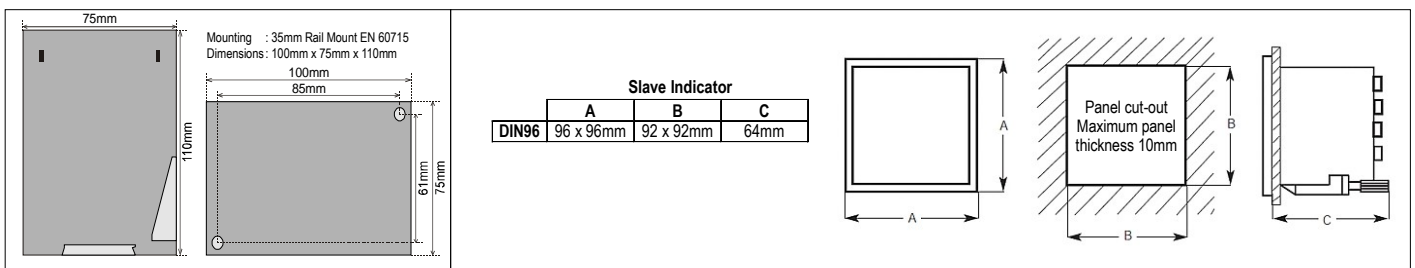 75mm
110mm
Mounting : 35mm Rail Mount EN 60715
Dimensions : 100mm x 75mm x 110mm
100mm
85mm
61mm
75mm
Slave Indicator
A B C
DIN96 96 x 96mm 92 x 92mm 64mm
A
A
Panel cut-out
Maximum panel
thickness 10mm
B
B
C